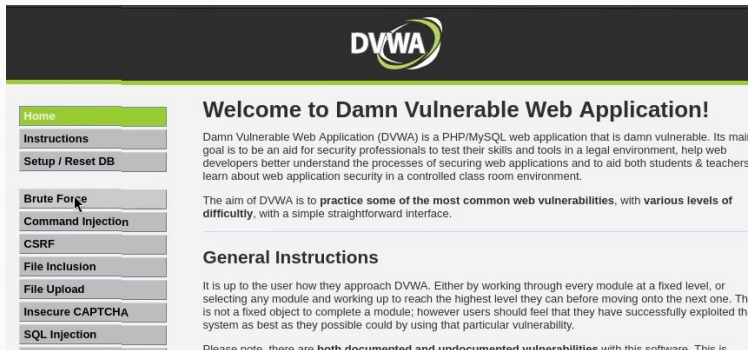 DVWA
Home
Instructions
Setup / Reset DB
Brute Force
Command Injection
CSRF
File Inclusion
File Upload
Insecure CAPTCHA
SQL Injection
Welcome to Damn Vulnerable Web Application!
Damn Vulnerable Web Application (DVWA) is a PHP/MySQL web application that is damn vulnerable. Its mai
goal is to be an aid for security professionals to test their skills and tools in a legal environment, help web
developers better understand the processes of securing web applications and to aid both students & teachers
learn about web application security in a controlled class room environment.
The aim of DVWA is to practice some of the most common web vulnerabilities, with various levels of
difficultly, with a simple straightforward interface.
General Instructions
It is up to the user how they approach DVWA. Either by working through every module at a fixed level, or
selecting any module and working up to reach the highest level they can before moving onto the next one. Th
is not a fixed object to complete a module; however users should feel that they have successfully exploited th
system as best as they possible could by using that particular vulnerability.
Please note, there are both documented and undocumented vulnerabilities with this software. This is